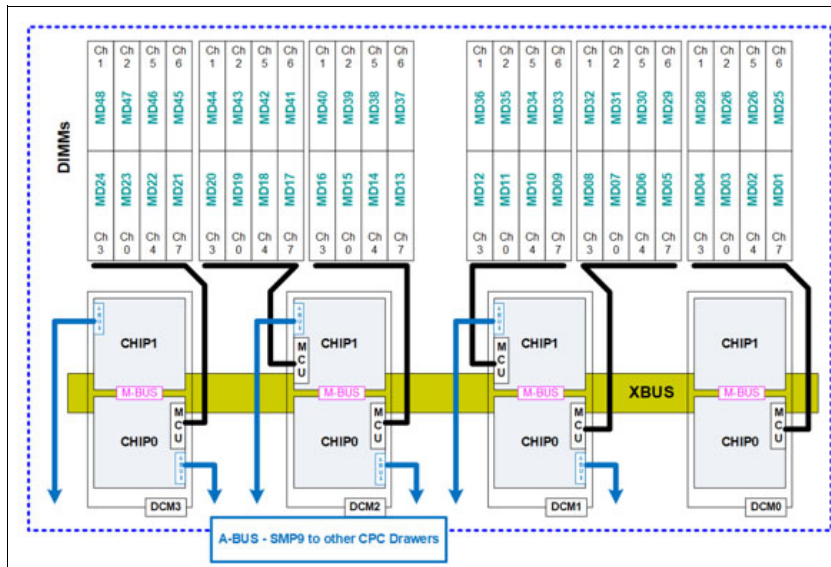 DIMMs
Ch Ch Ch Ch Ch Ch Ch Ch Ch Ch Ch Ch Ch Ch Ch Ch Ch Ch Ch Ch Ch Ch Ch Ch
1 2 5 6 1 2 5 6 1 2 5 6 1 2 5 6 1 2 5 6 1 2 5 6
MD48 MD47 MD46 MD45 MD44 MD43 MD42 MD41 MD40 MD39 MD38 MD37 MD36 MD35 MD34 MD33 MD32 MD31 MD30 MD29 MD28 MD26 MD26 MD25
MD24 MD23 MD22 MD21 MD20 MD19 MD18 MD17 MD16 MD15 MD14 MD13 MD12 MD11 MD10 MD09 MD08 MD07 MD06 MD05 MD04 MD03 MD02 MD01
Ch Ch Ch Ch Ch Ch Ch Ch Ch Ch Ch Ch Ch Ch Ch Ch Ch Ch Ch Ch Ch Ch Ch Ch
3 0 4 7 3 0 4 7 3 0 4 7 3 0 4 7 3 0 4 7 3 0 4 7
ABUS ABUS ABUS
CHIP1 MCU CHIP1 MCU CHIP1 CHIP1
M-BUS M-BUS M-BUS XBUS M-BUS
CHIP0 MCU CHIP0 MCU CHIP0 MCU CHIP0 MCU
ABUS ABUS ABUS
DCM3 DCM2 DCM1 DCM0
A-BUS - SMP9 to other CPC Drawers